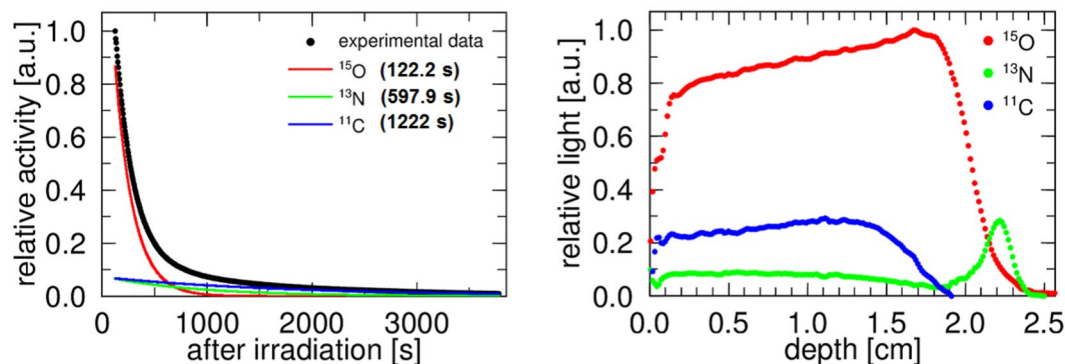 relative activity [a.u.]
1.0
0.8
0.6
0.4
0.2
0.0
experimental data
¹⁵O (122.2 s)
¹³N (597.9 s)
¹¹C (1222 s)
0 1000 2000 3000
after irradiation [s]
relative light [a.u.]
1.0
0.8
0.6
0.4
0.2
0.0
¹⁵O
¹³N
¹¹C
0.0 0.5 1.0 1.5 2.0 2.5
depth [cm]